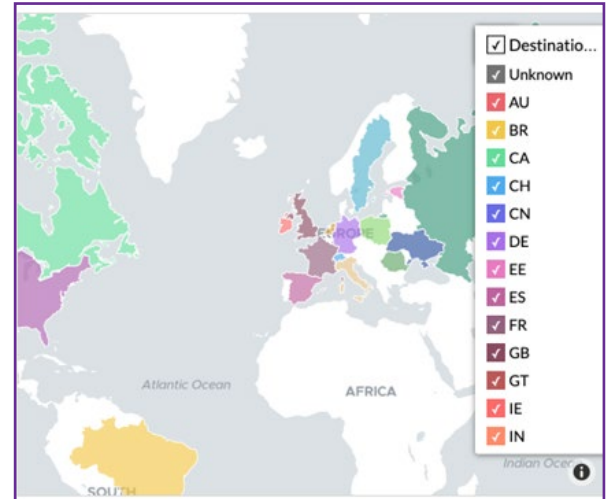 Destinatio...
Unknown
AU
BR
CA
CH
CN
DE
EE
ES
FR
GB
GT
IE
IN
EUROPE
Atlantic Ocean
AFRICA
Indian Ocean
SOUTH